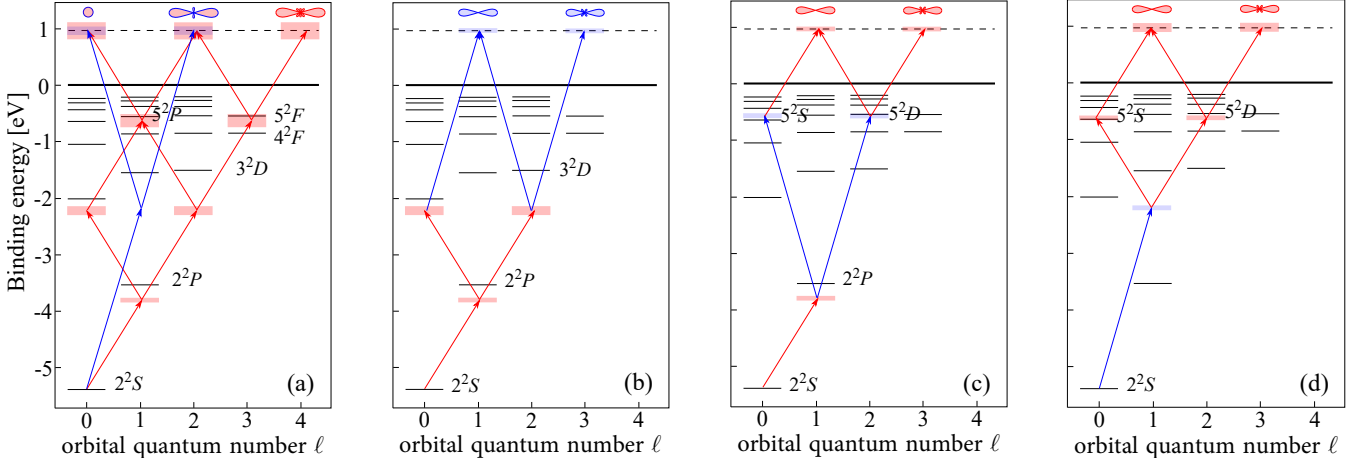 Binding energy [eV]
1
0
-1
-2
-3
-4
-5
5²P
5²F
4²F
3²D
2²P
2²S
(a)
0 1 2 3 4
orbital quantum number ℓ
3²D
2²P
2²S
(b)
0 1 2 3 4
orbital quantum number ℓ
5²S
5²D
2²P
2²S
(c)
0 1 2 3 4
orbital quantum number ℓ
5²S
5²D
2²S
(d)
0 1 2 3 4
orbital quantum number ℓ